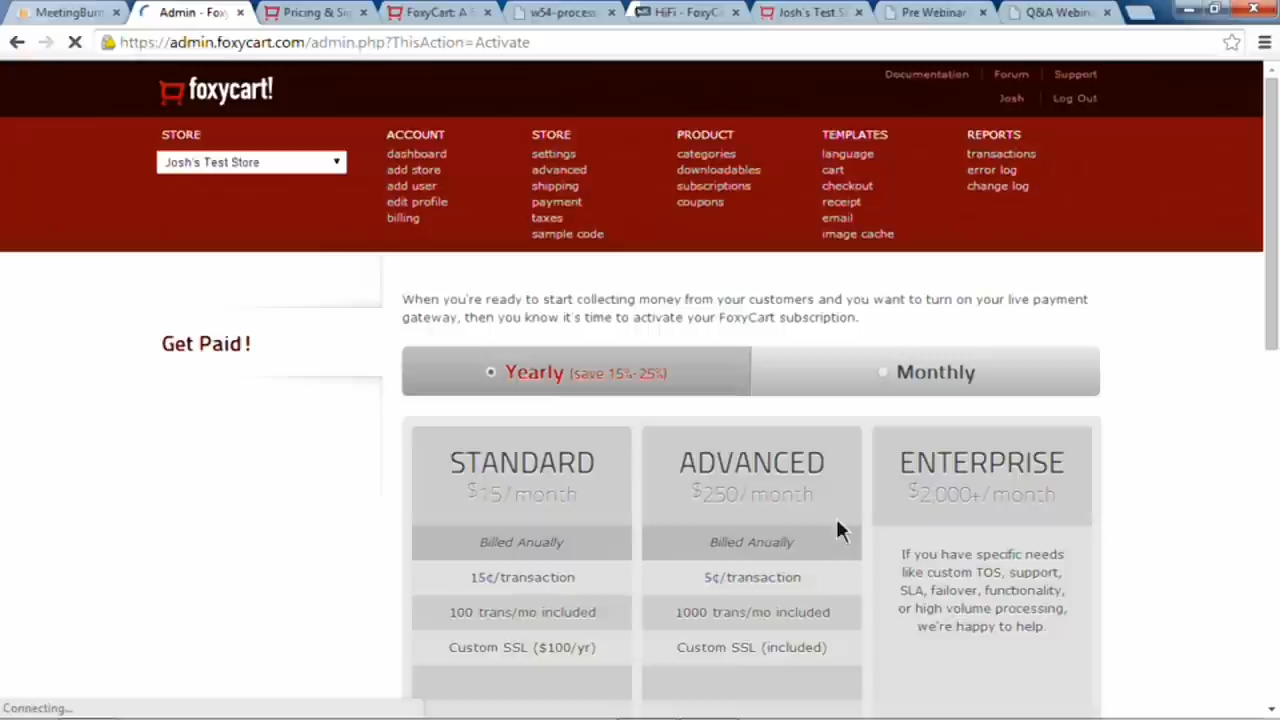 MeetingBurn
Admin - Foxy
Pricing & Sig
FoxyCart: A S
w54-process
HiFi - FoxyC
Josh's Test S
Pre Webinar
Q&A Webin
https://admin.foxycart.com/admin.php?ThisAction=Activate
foxycart!
Documentation Forum Support
Josh Log Out
STORE
Josh's Test Store
ACCOUNT
dashboard
add store
add user
edit profile
billing
STORE
settings
advanced
shipping
payment
taxes
sample code
PRODUCT
categories
downloadables
subscriptions
coupons
TEMPLATES
language
cart
checkout
receipt
email
image cache
REPORTS
transactions
error log
change log
Get Paid!
When you're ready to start collecting money from your customers and you want to turn on your live payment
gateway, then you know it's time to activate your FoxyCart subscription.
Yearly (save 15%-25%)
Monthly
STANDARD
$15/month
Billed Anually
15¢/transaction
100 trans/mo included
Custom SSL ($100/yr)
ADVANCED
$250/month
Billed Anually
5¢/transaction
1000 trans/mo included
Custom SSL (included)
ENTERPRISE
$2,000+/month
If you have specific needs
like custom TOS, support,
SLA, failover, functionality,
or high volume processing,
we're happy to help.
Connecting...